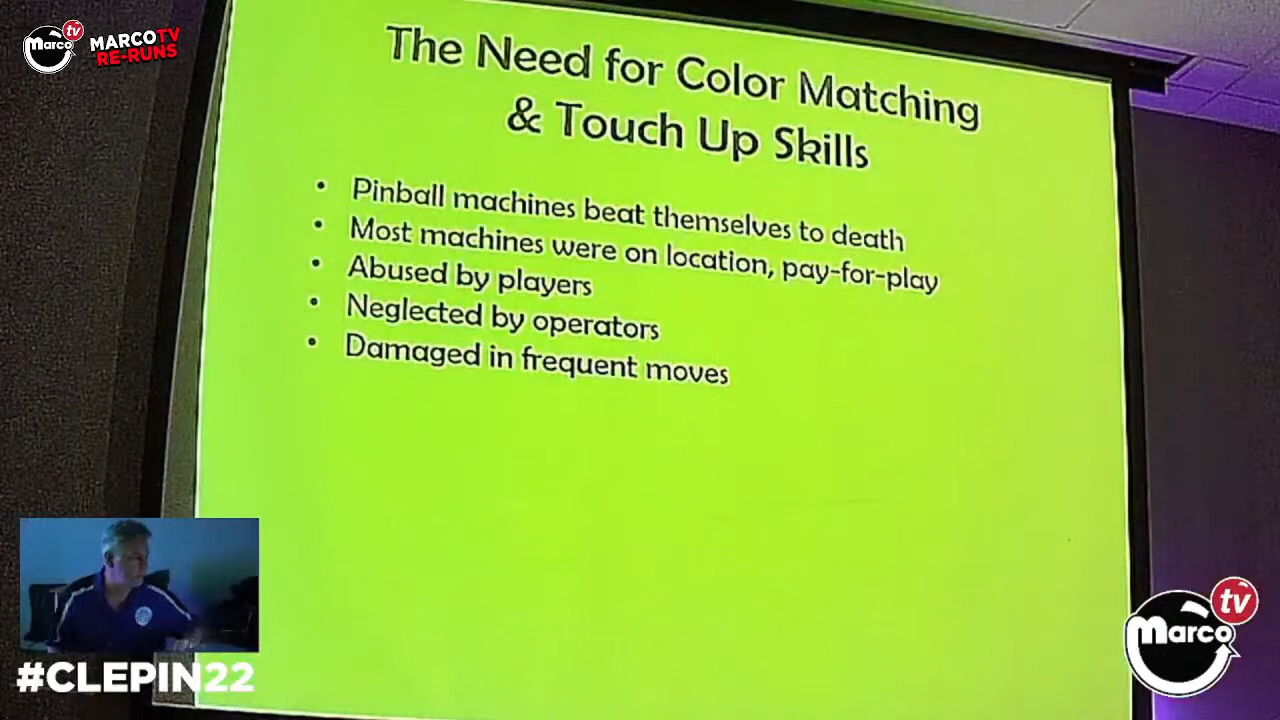 marco
tv
MARCOTV
RE-RUNS
The Need for Color Matching
& Touch Up Skills
• Pinball machines beat themselves to death
• Most machines were on location, pay-for-play
• Abused by players
• Neglected by operators
• Damaged in frequent moves
#CLEPIN22
marco
tv